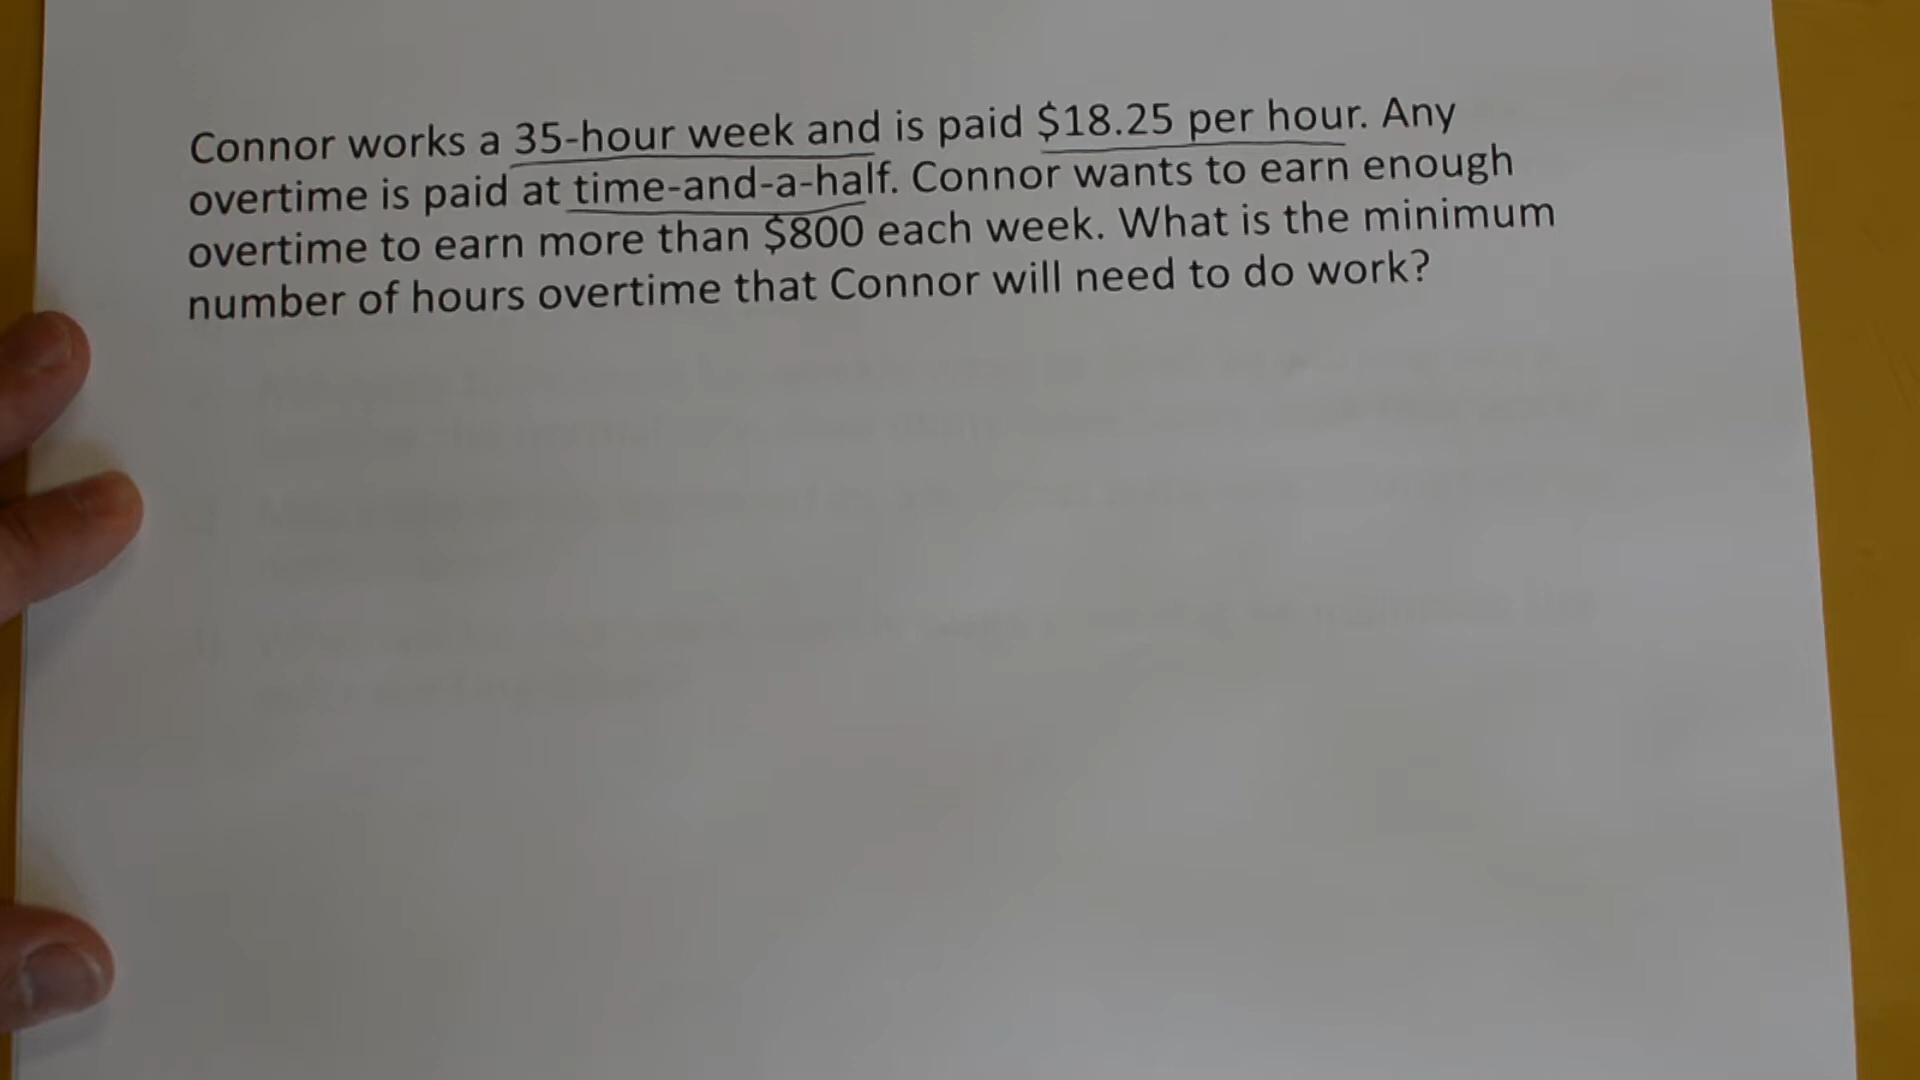 Connor works a 35-hour week and is paid $18.25 per hour. Any
overtime is paid at time-and-a-half. Connor wants to earn enough
overtime to earn more than $800 each week. What is the minimum
number of hours overtime that Connor will need to do work?